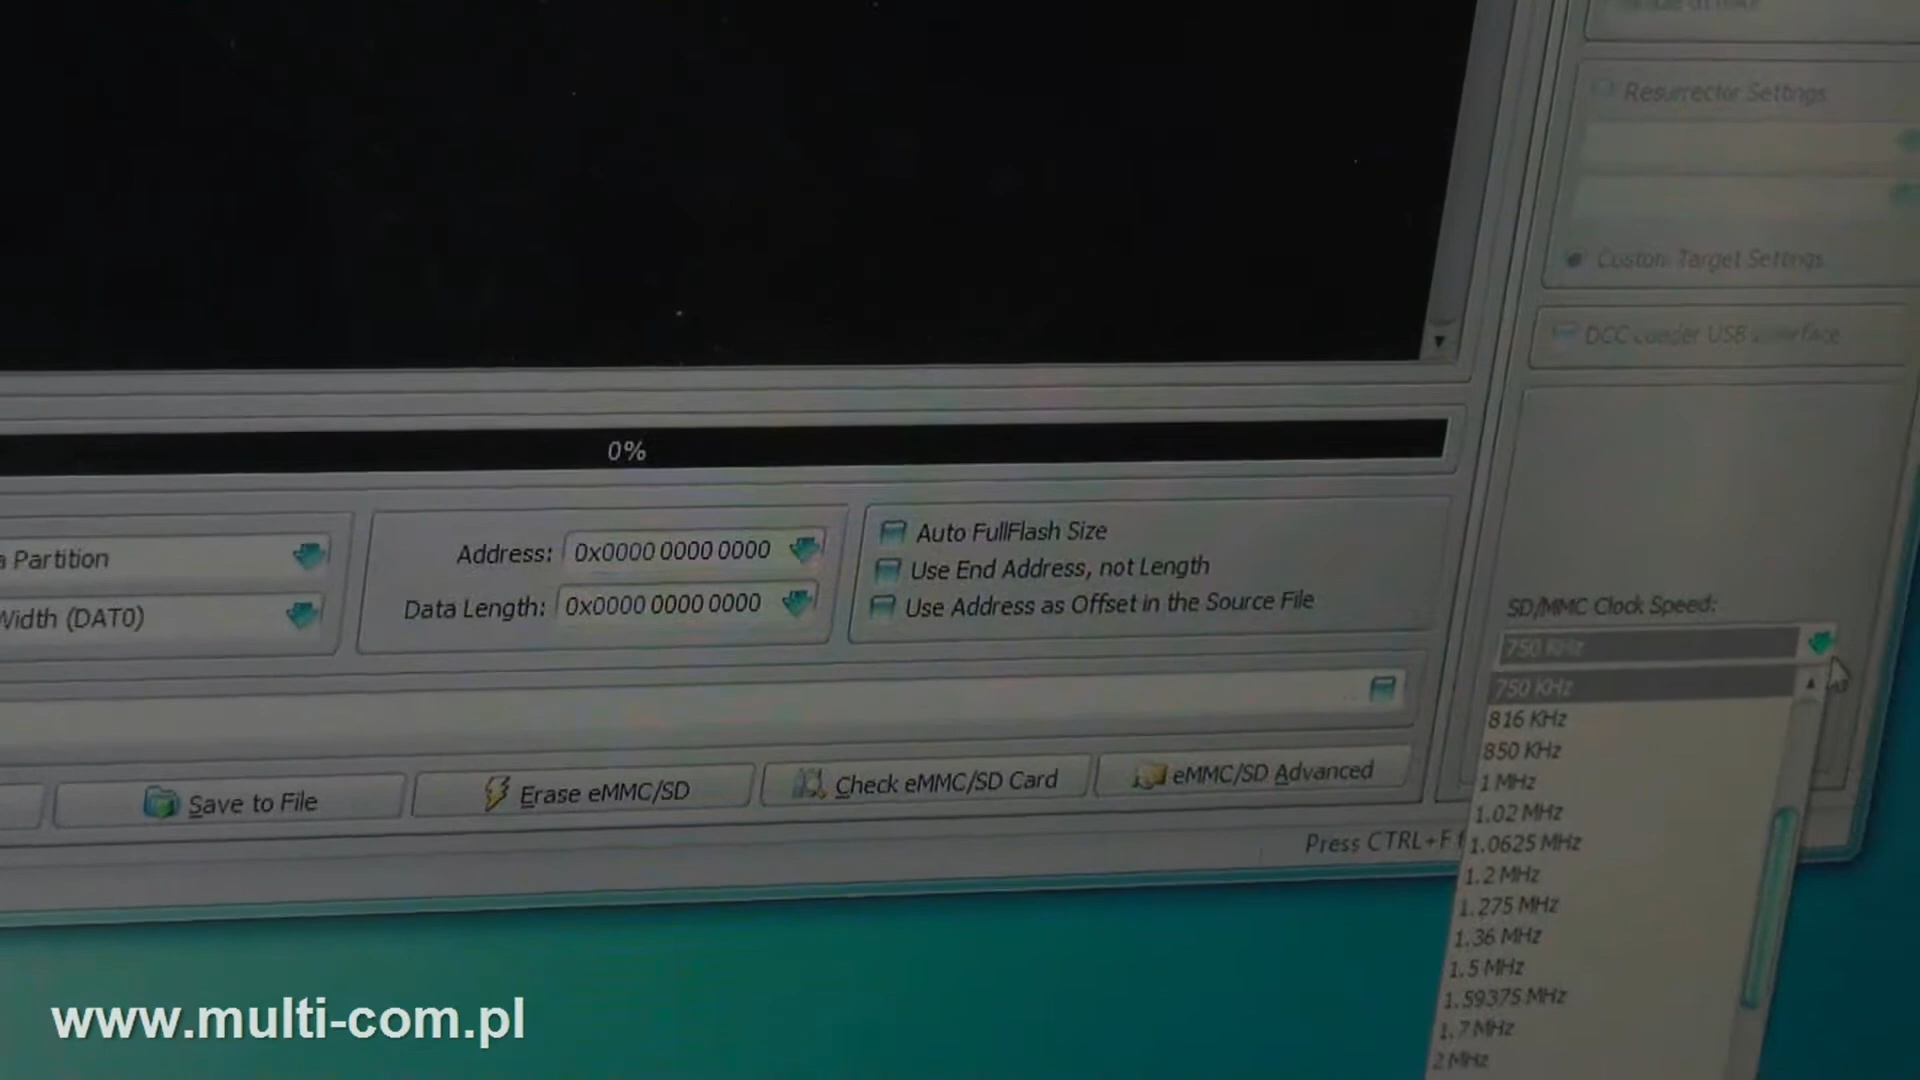 Resurrector Settings
Custom Target Settings
DCC Loader USB Interface
0%
Partition
Width (DAT0)
Address: 0x0000 0000 0000
Data Length: 0x0000 0000 0000
Auto FullFlash Size
Use End Address, not Length
Use Address as Offset in the Source File
SD/MMC Clock Speed:
750 KHz
750 KHz
816 KHz
850 KHz
1 MHz
1.02 MHz
1.0625 MHz
1.2 MHz
1.275 MHz
1.36 MHz
1.5 MHz
1.59375 MHz
1.7 MHz
2 MHz
Save to File
Erase eMMC/SD
Check eMMC/SD Card
eMMC/SD Advanced
Press CTRL+F
www.multi-com.pl